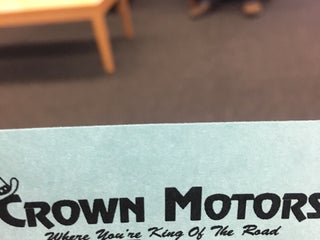 CROWN MOTORS
Where You're King Of The Road